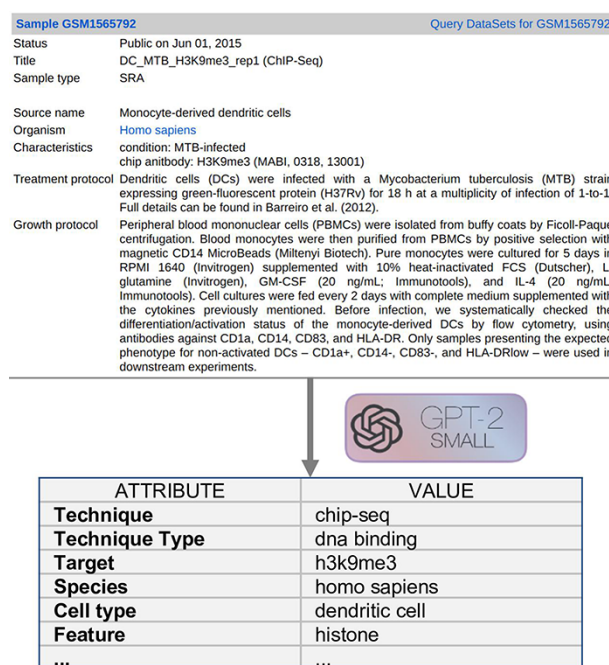 Sample GSM1565792 Query DataSets for GSM1565792
Status Public on Jun 01, 2015
Title DC_MTB_H3K9me3_rep1 (ChIP-Seq)
Sample type SRA
Source name Monocyte-derived dendritic cells
Organism Homo sapiens
Characteristics condition: MTB-infected
chip anitbody: H3K9me3 (MABI, 0318, 13001)
Treatment protocol Dendritic cells (DCs) were infected with a Mycobacterium tuberculosis (MTB) strain
expressing green-fluorescent protein (H37Rv) for 18 h at a multiplicity of infection of 1-to-1
Full details can be found in Barreiro et al. (2012).
Growth protocol Peripheral blood mononuclear cells (PBMCs) were isolated from buffy coats by Ficoll-Paque
centrifugation. Blood monocytes were then purified from PBMCs by positive selection with
magnetic CD14 MicroBeads (Miltenyi Biotech). Pure monocytes were cultured for 5 days in
RPMI 1640 (Invitrogen) supplemented with 10% heat-inactivated FCS (Dutscher), L
glutamine (Invitrogen), GM-CSF (20 ng/mL; Immunotools), and IL-4 (20 ng/mL
Immunotools). Cell cultures were fed every 2 days with complete medium supplemented with
the cytokines previously mentioned. Before infection, we systematically checked the
differentiation/activation status of the monocyte-derived DCs by flow cytometry, using
antibodies against CD1a, CD14, CD83, and HLA-DR. Only samples presenting the expected
phenotype for non-activated DCs – CD1a+, CD14-, CD83-, and HLA-DRlow – were used in
downstream experiments.
GPT-2
SMALL
ATTRIBUTE VALUE
Technique chip-seq
Technique Type dna binding
Target h3k9me3
Species homo sapiens
Cell type dendritic cell
Feature histone
... ...